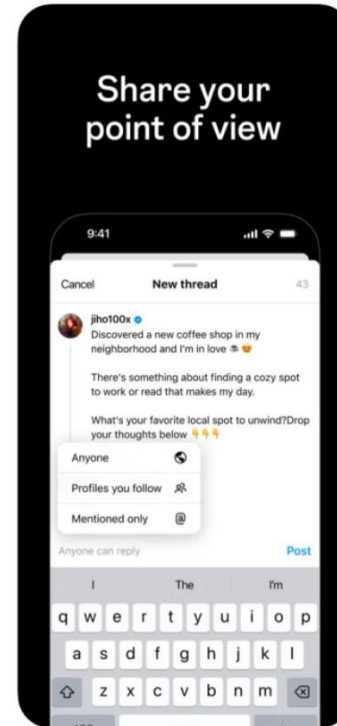 Share your
point of view
9:41
Cancel New thread 43
jiho100x
Discovered a new coffee shop in my
neighborhood and I'm in love ☕ 😍
There's something about finding a cozy spot
to work or read that makes my day.
What's your favorite local spot to unwind?Drop
your thoughts below 👇👇👇
Anyone
Profiles you follow
Mentioned only @
Anyone can reply Post
I The I'm
q w e r t y u i o p
a s d f g h j k l
z x c v b n m